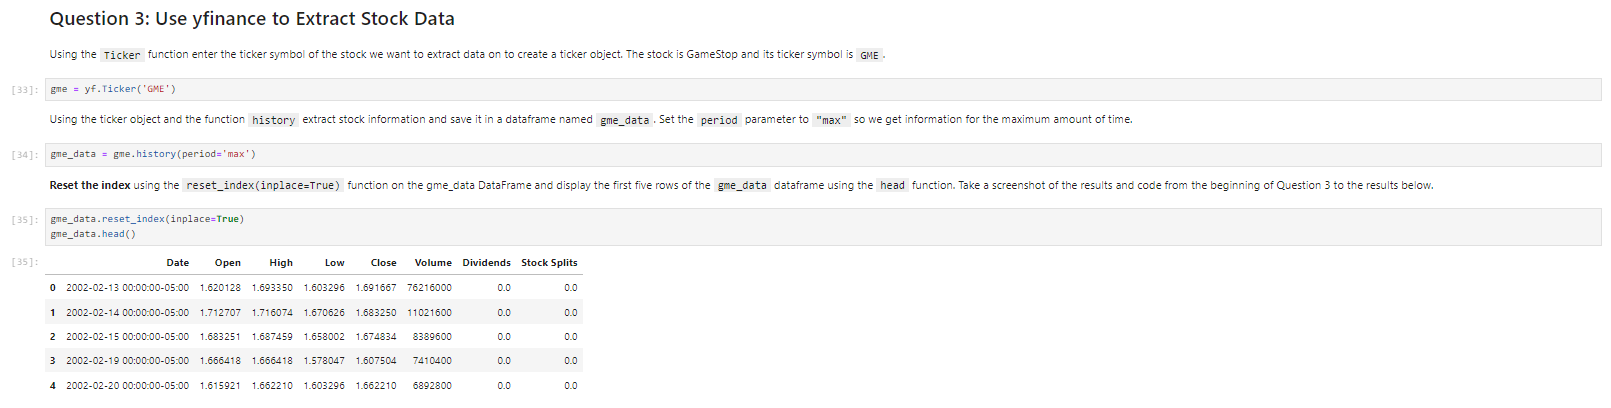 Question 3: Use yfinance to Extract Stock Data
Using the Ticker function enter the ticker symbol of the stock we want to extract data on to create a ticker object. The stock is GameStop and its ticker symbol is GME .
[33]: gme = yf.Ticker('GME')
Using the ticker object and the function history extract stock information and save it in a dataframe named gme_data . Set the period parameter to "max" so we get information for the maximum amount of time.
[34]: gme_data = gme.history(period='max')
Reset the index using the reset_index(inplace=True) function on the gme_data DataFrame and display the first five rows of the gme_data dataframe using the head function. Take a screenshot of the results and code from the beginning of Question 3 to the results below.
[35]: gme_data.reset_index(inplace=True)
gme_data.head()
[35]: Date Open High Low Close Volume Dividends Stock Splits
0 2002-02-13 00:00:00-05:00 1.620128 1.693350 1.603296 1.691667 76216000 0.0 0.0
1 2002-02-14 00:00:00-05:00 1.712707 1.716074 1.670626 1.683250 11021600 0.0 0.0
2 2002-02-15 00:00:00-05:00 1.683251 1.687459 1.658002 1.674834 8389600 0.0 0.0
3 2002-02-19 00:00:00-05:00 1.666418 1.666418 1.578047 1.607504 7410400 0.0 0.0
4 2002-02-20 00:00:00-05:00 1.615921 1.662210 1.603296 1.662210 6892800 0.0 0.0